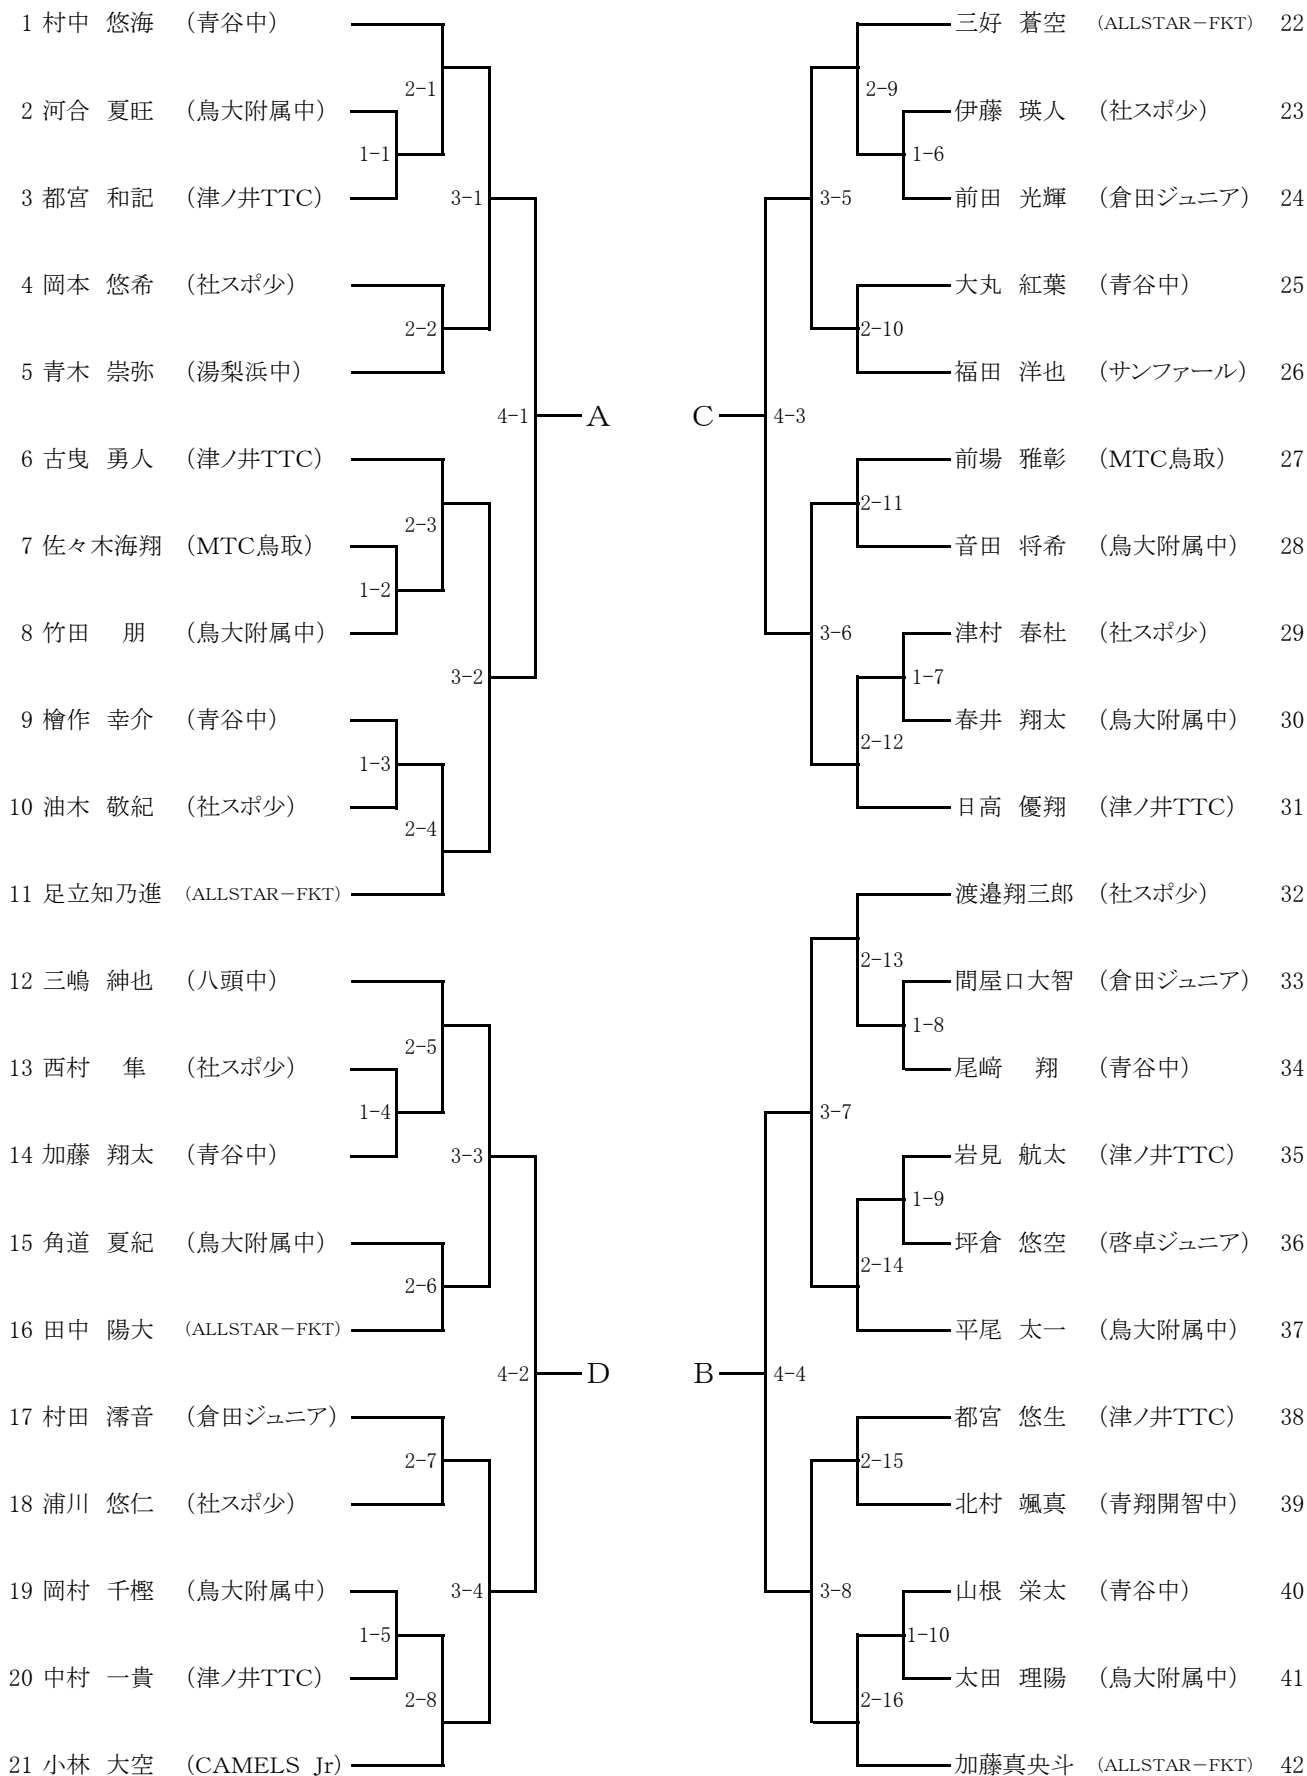 1 村中 悠海 (青谷中)
2-1
2 河合 夏旺 (鳥大附属中)
1-1
3 都宮 和記 (津ノ井TTC)
3-1
4 岡本 悠希 (社スポ少)
2-2
5 青木 崇弥 (湯梨浜中)
4-1 A
6 古曳 勇人 (津ノ井TTC)
2-3
7 佐々木海翔 (MTC鳥取)
1-2
8 竹田 朋 (鳥大附属中)
3-2
9 檜作 幸介 (青谷中)
1-3
10 油木 敬紀 (社スポ少)
2-4
11 足立知乃進 (ALLSTAR-FKT)
12 三嶋 紳也 (八頭中)
2-5
13 西村 隼 (社スポ少)
1-4
14 加藤 翔太 (青谷中)
3-3
15 角道 夏紀 (鳥大附属中)
2-6
16 田中 陽大 (ALLSTAR-FKT)
4-2 D
17 村田 澪音 (倉田ジュニア)
2-7
18 浦川 悠仁 (社スポ少)
19 岡村 千樫 (鳥大附属中)
3-4
1-5
20 中村 一貴 (津ノ井TTC)
2-8
21 小林 大空 (CAMELS Jr)
三好 蒼空 (ALLSTAR-FKT) 22
2-9
伊藤 瑛人 (社スポ少) 23
1-6
前田 光輝 (倉田ジュニア) 24
3-5
大丸 紅葉 (青谷中) 25
2-10
福田 洋也 (サンファール) 26
C 4-3
前場 雅彰 (MTC鳥取) 27
2-11
音田 将希 (鳥大附属中) 28
津村 春杜 (社スポ少) 29
3-6
1-7
春井 翔太 (鳥大附属中) 30
2-12
日高 優翔 (津ノ井TTC) 31
渡邉翔三郎 (社スポ少) 32
2-13
間屋口大智 (倉田ジュニア) 33
1-8
尾﨑 翔 (青谷中) 34
3-7
岩見 航太 (津ノ井TTC) 35
1-9
坪倉 悠空 (啓卓ジュニア) 36
2-14
平尾 太一 (鳥大附属中) 37
B 4-4
都宮 悠生 (津ノ井TTC) 38
2-15
北村 颯真 (青翔開智中) 39
山根 栄太 (青谷中) 40
3-8
1-10
太田 理陽 (鳥大附属中) 41
2-16
加藤真央斗 (ALLSTAR-FKT) 42